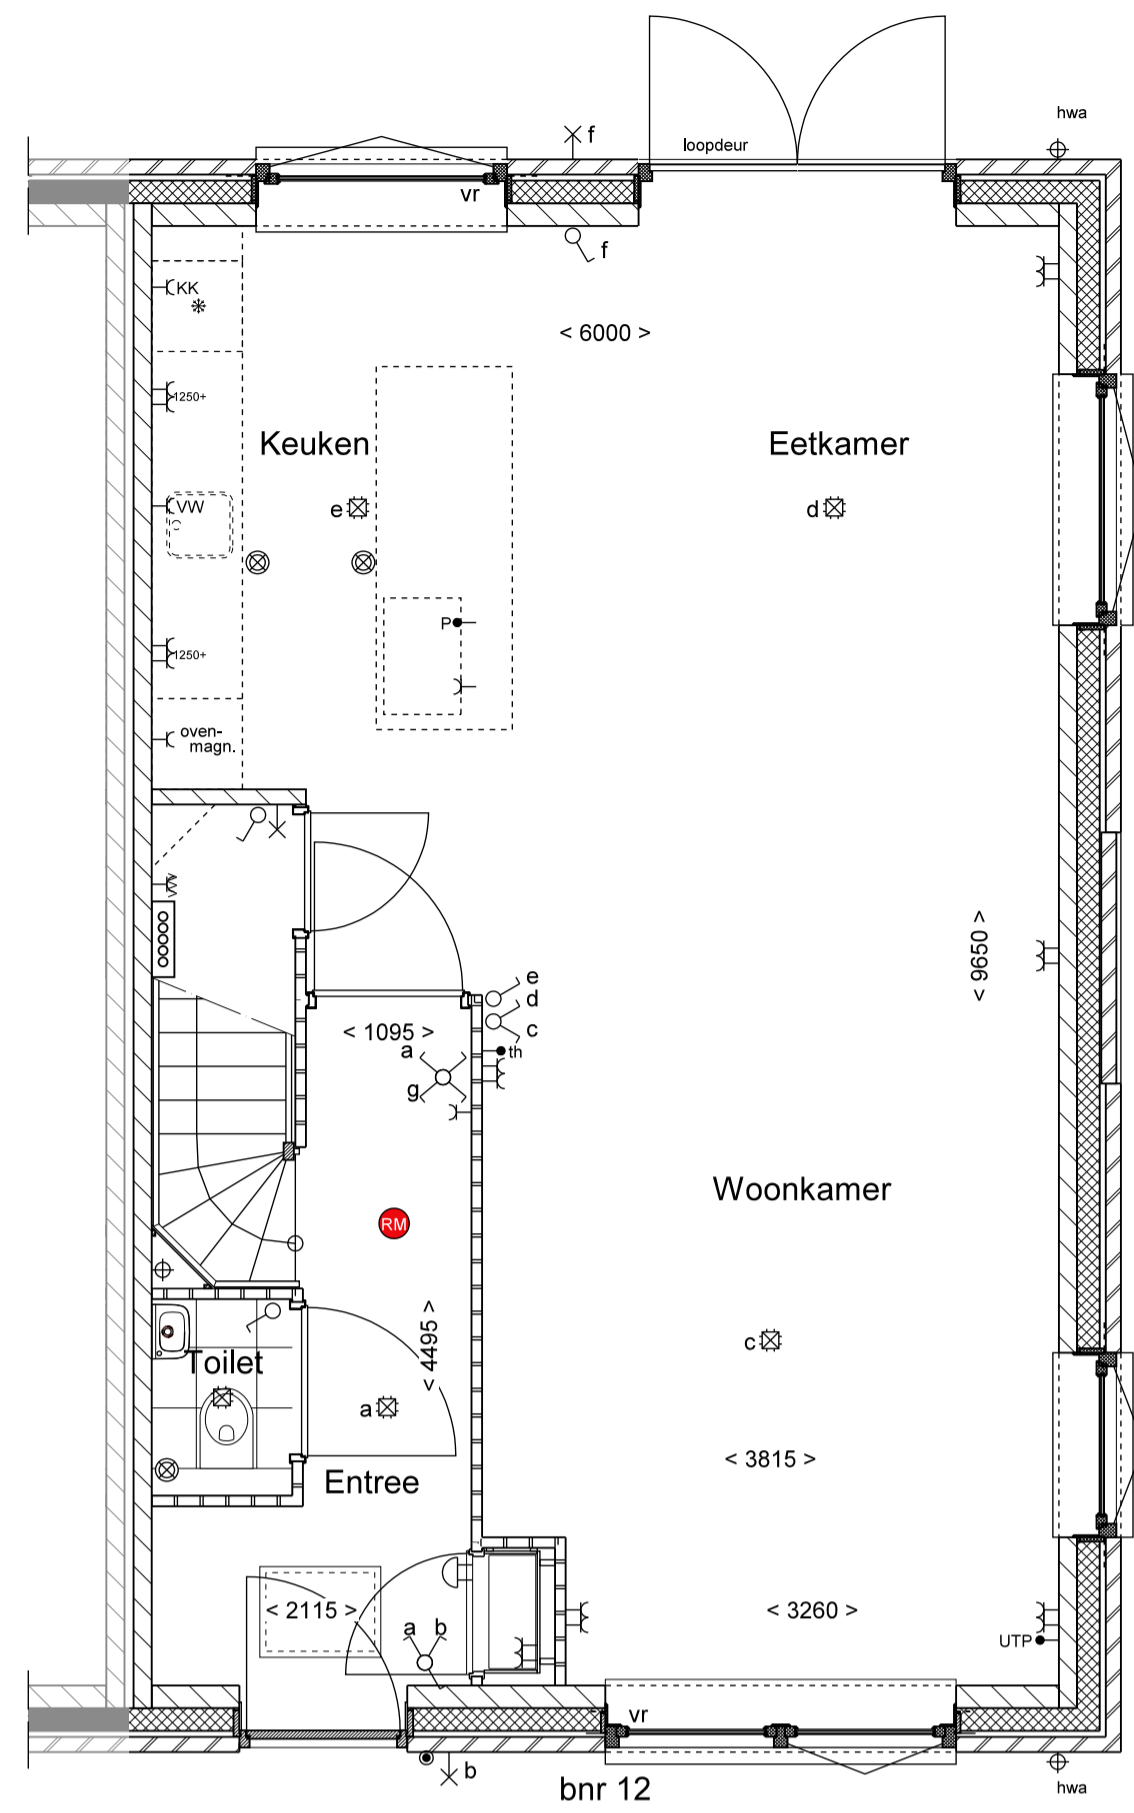 hwa
f
loopdeur
vr
f
KK
< 6000 >
1250+
Keuken
Eetkamer
VW
e
d
P
1250+
oven-
magn.
< 9650 >
e
d
< 1095 >
c
a
th
g
Woonkamer
RM
< 4495 >
c
Toilet
a
< 3815 >
Entree
< 2115 >
< 3260 >
a b
UTP
vr
b
bnr 12
hwa